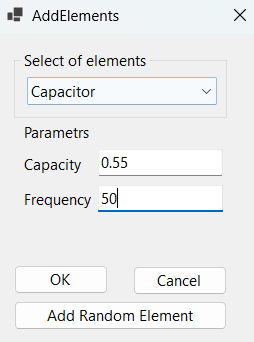 AddElements
Select of elements
Capacitor
Parametrs
Capacity 0.55
Frequency 50
OK Cancel
Add Random Element